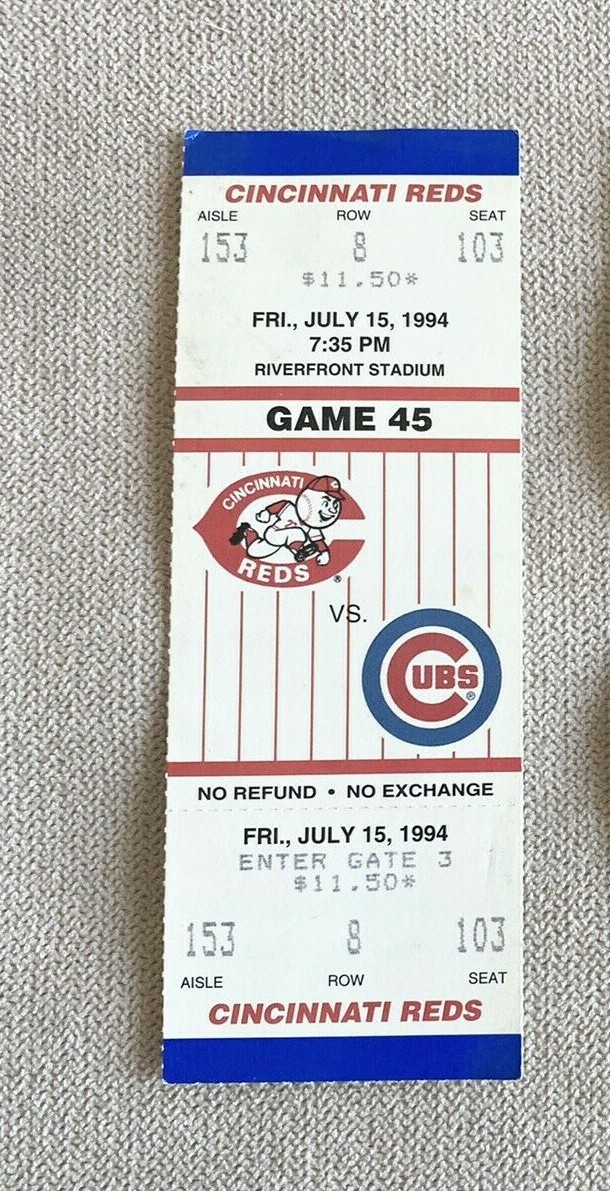 CINCINNATI REDS
AISLE ROW SEAT
153 8 103
$11.50*
FRI., JULY 15, 1994
7:35 PM
RIVERFRONT STADIUM
GAME 45
CINCINNATI
REDS ®
VS.
CUBS ®
NO REFUND • NO EXCHANGE
FRI., JULY 15, 1994
ENTER GATE 3
$11.50*
153 8 103
AISLE ROW SEAT
CINCINNATI REDS